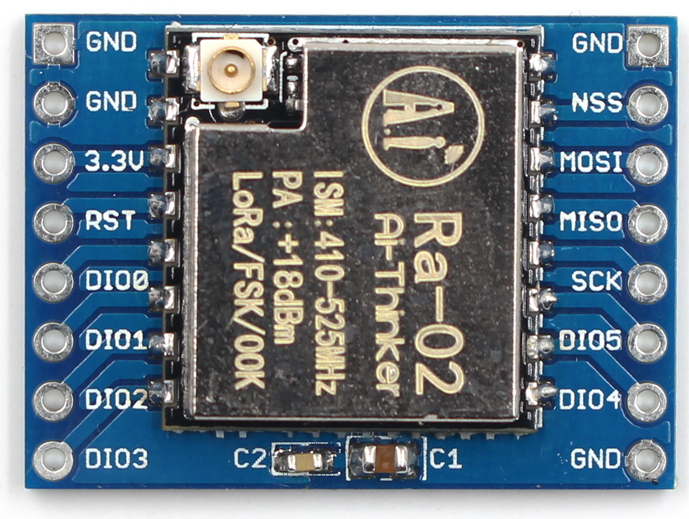 GND
GND
3.3V
RST
DIO0
DIO1
DIO2
DIO3
Ai
Ra-02
Ai-Thinker
ISM:410-525MHz
PA:+18dBm
LoRa/FSK/OOK
GND
NSS
MOSI
MISO
SCK
DIO5
DIO4
GND
C2
C1